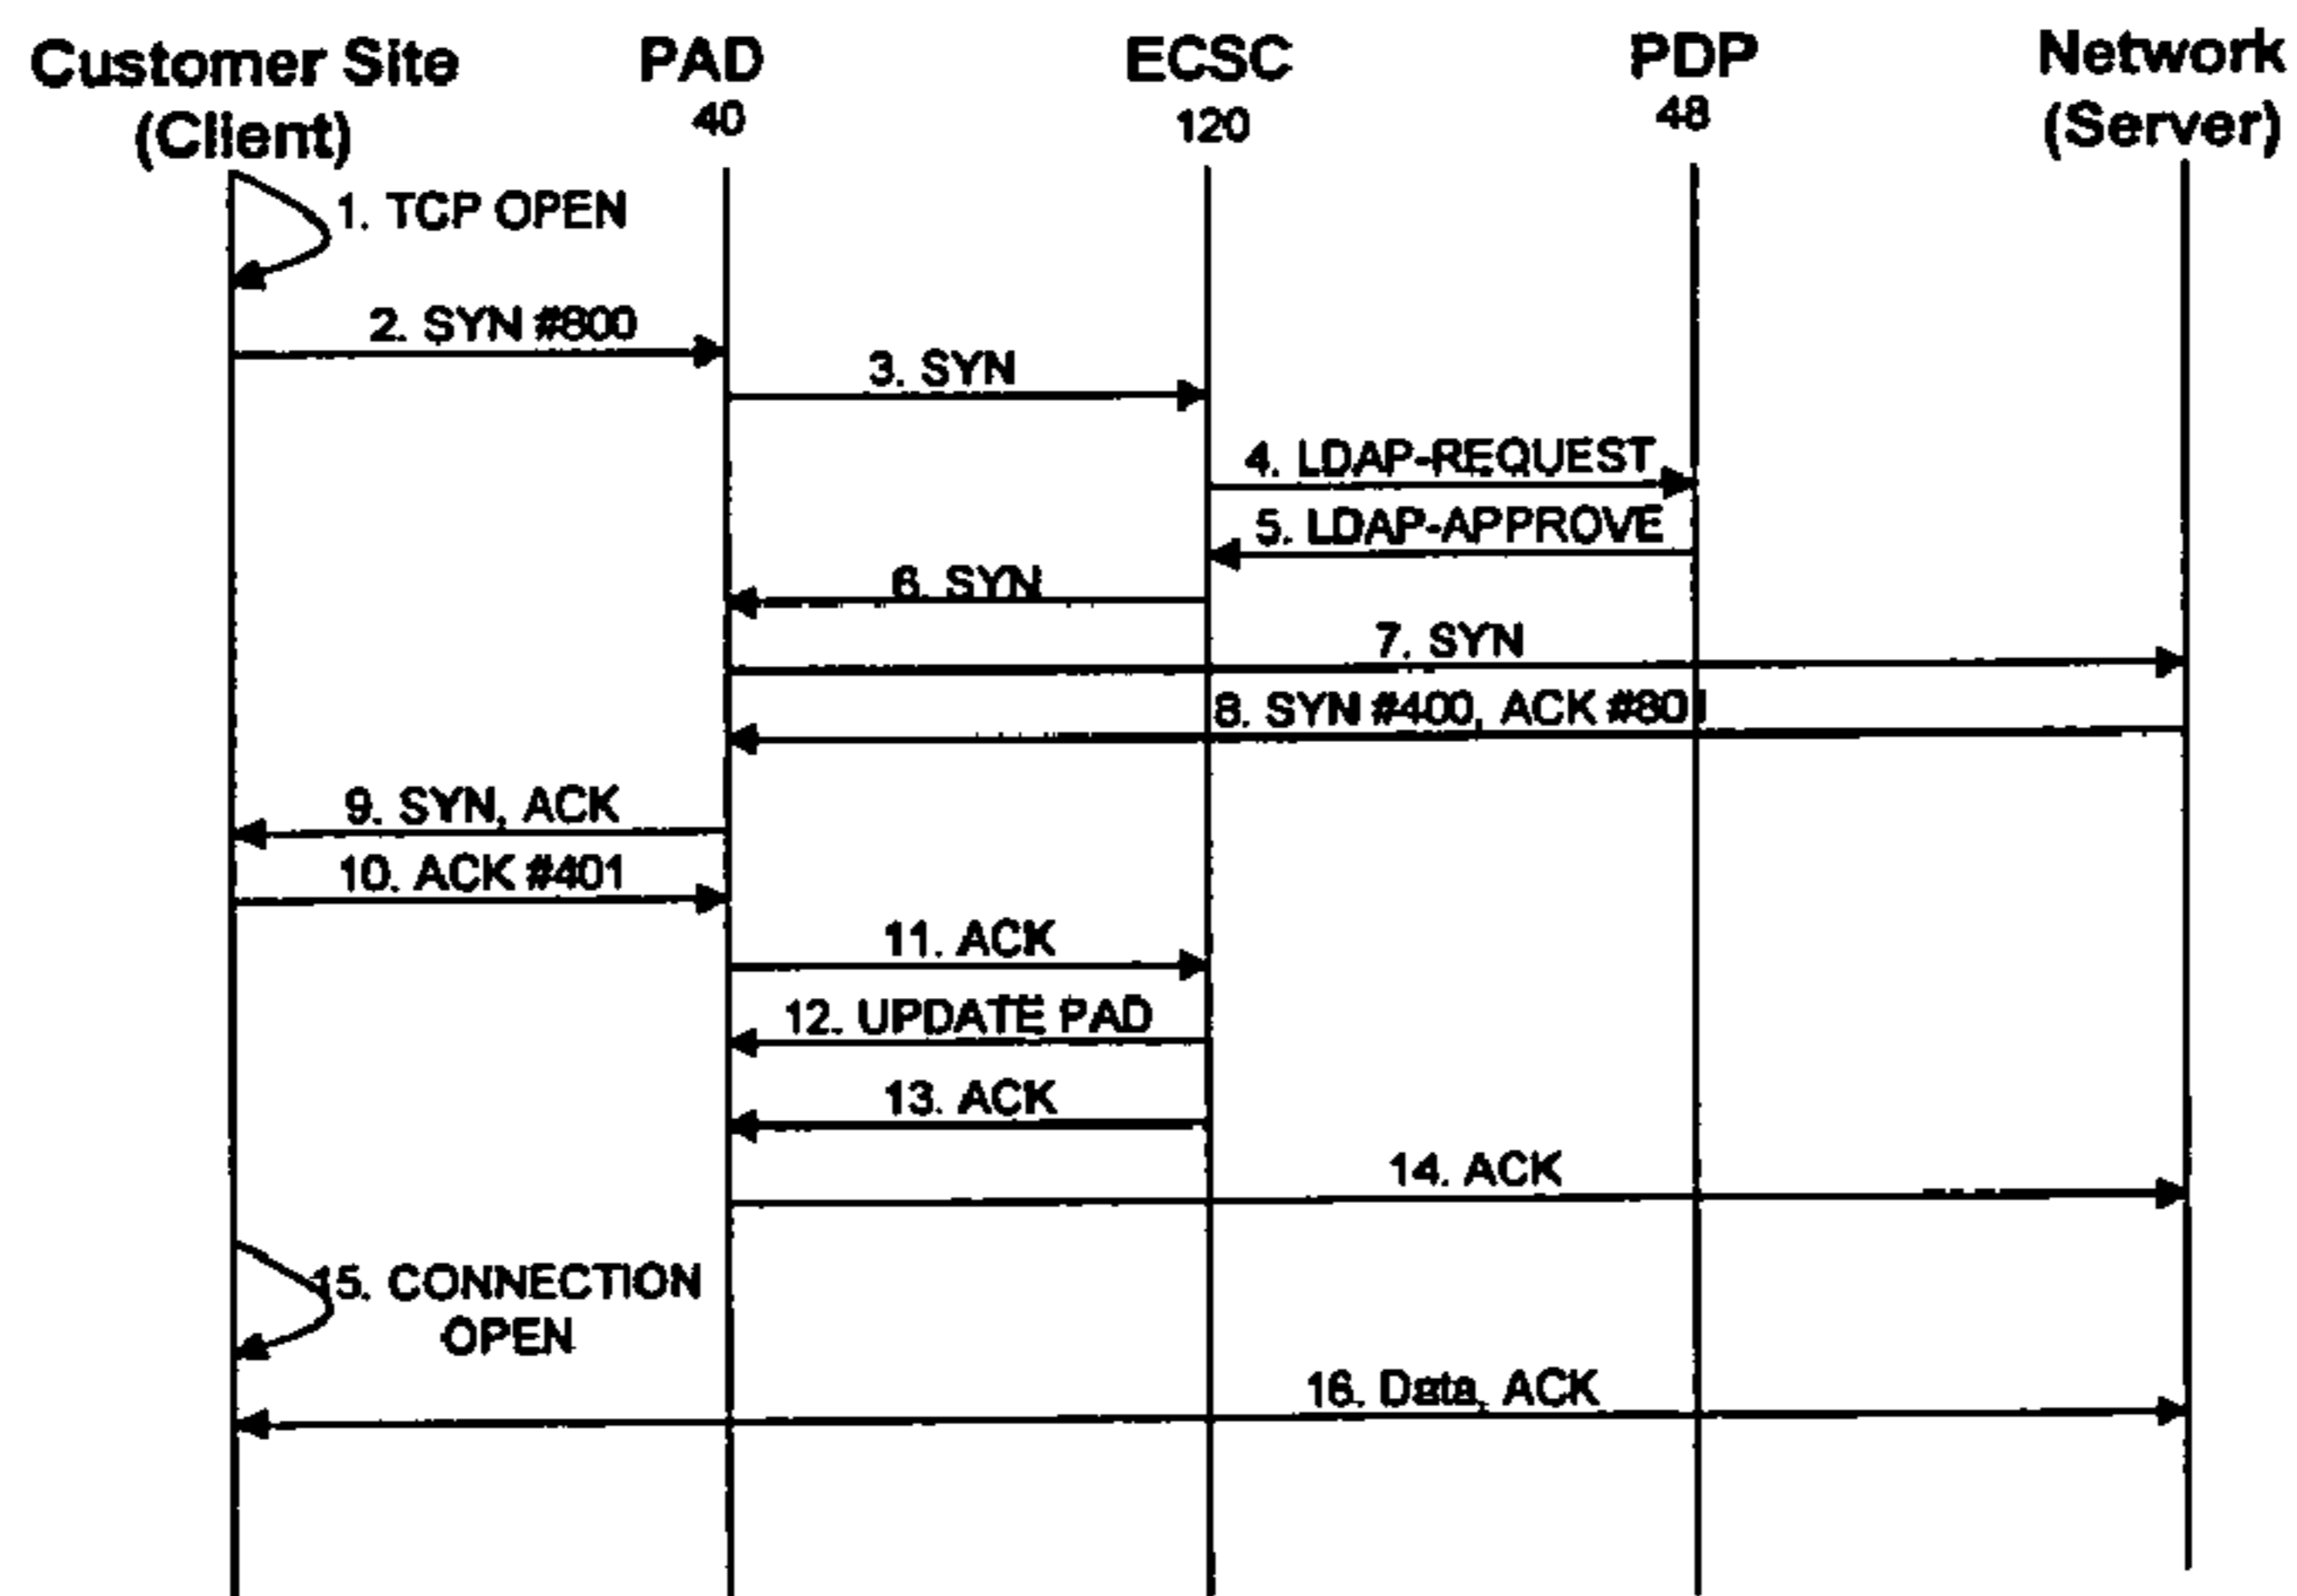 Customer Site
(Client)
PAD
40
ECSC
120
PDP
48
Network
(Server)
1. TCP OPEN
2. SYN #800
3. SYN
4. LDAP-REQUEST
5. LDAP-APPROVE
6. SYN
7. SYN
8. SYN #400, ACK #801
9. SYN, ACK
10. ACK #401
11. ACK
12. UPDATE PAD
13. ACK
14. ACK
15. CONNECTION
OPEN
16. Data, ACK